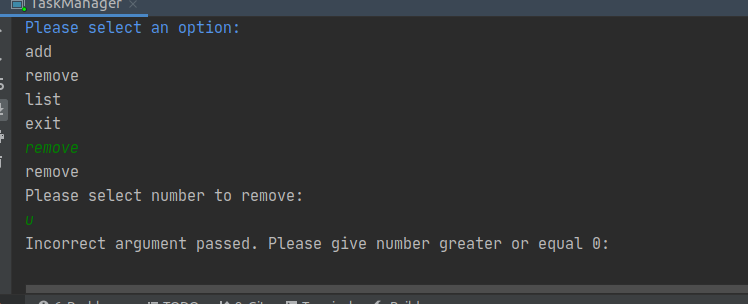 TaskManager
Please select an option:
add
remove
list
exit
remove
remove
Please select number to remove:
u
Incorrect argument passed. Please give number greater or equal 0: